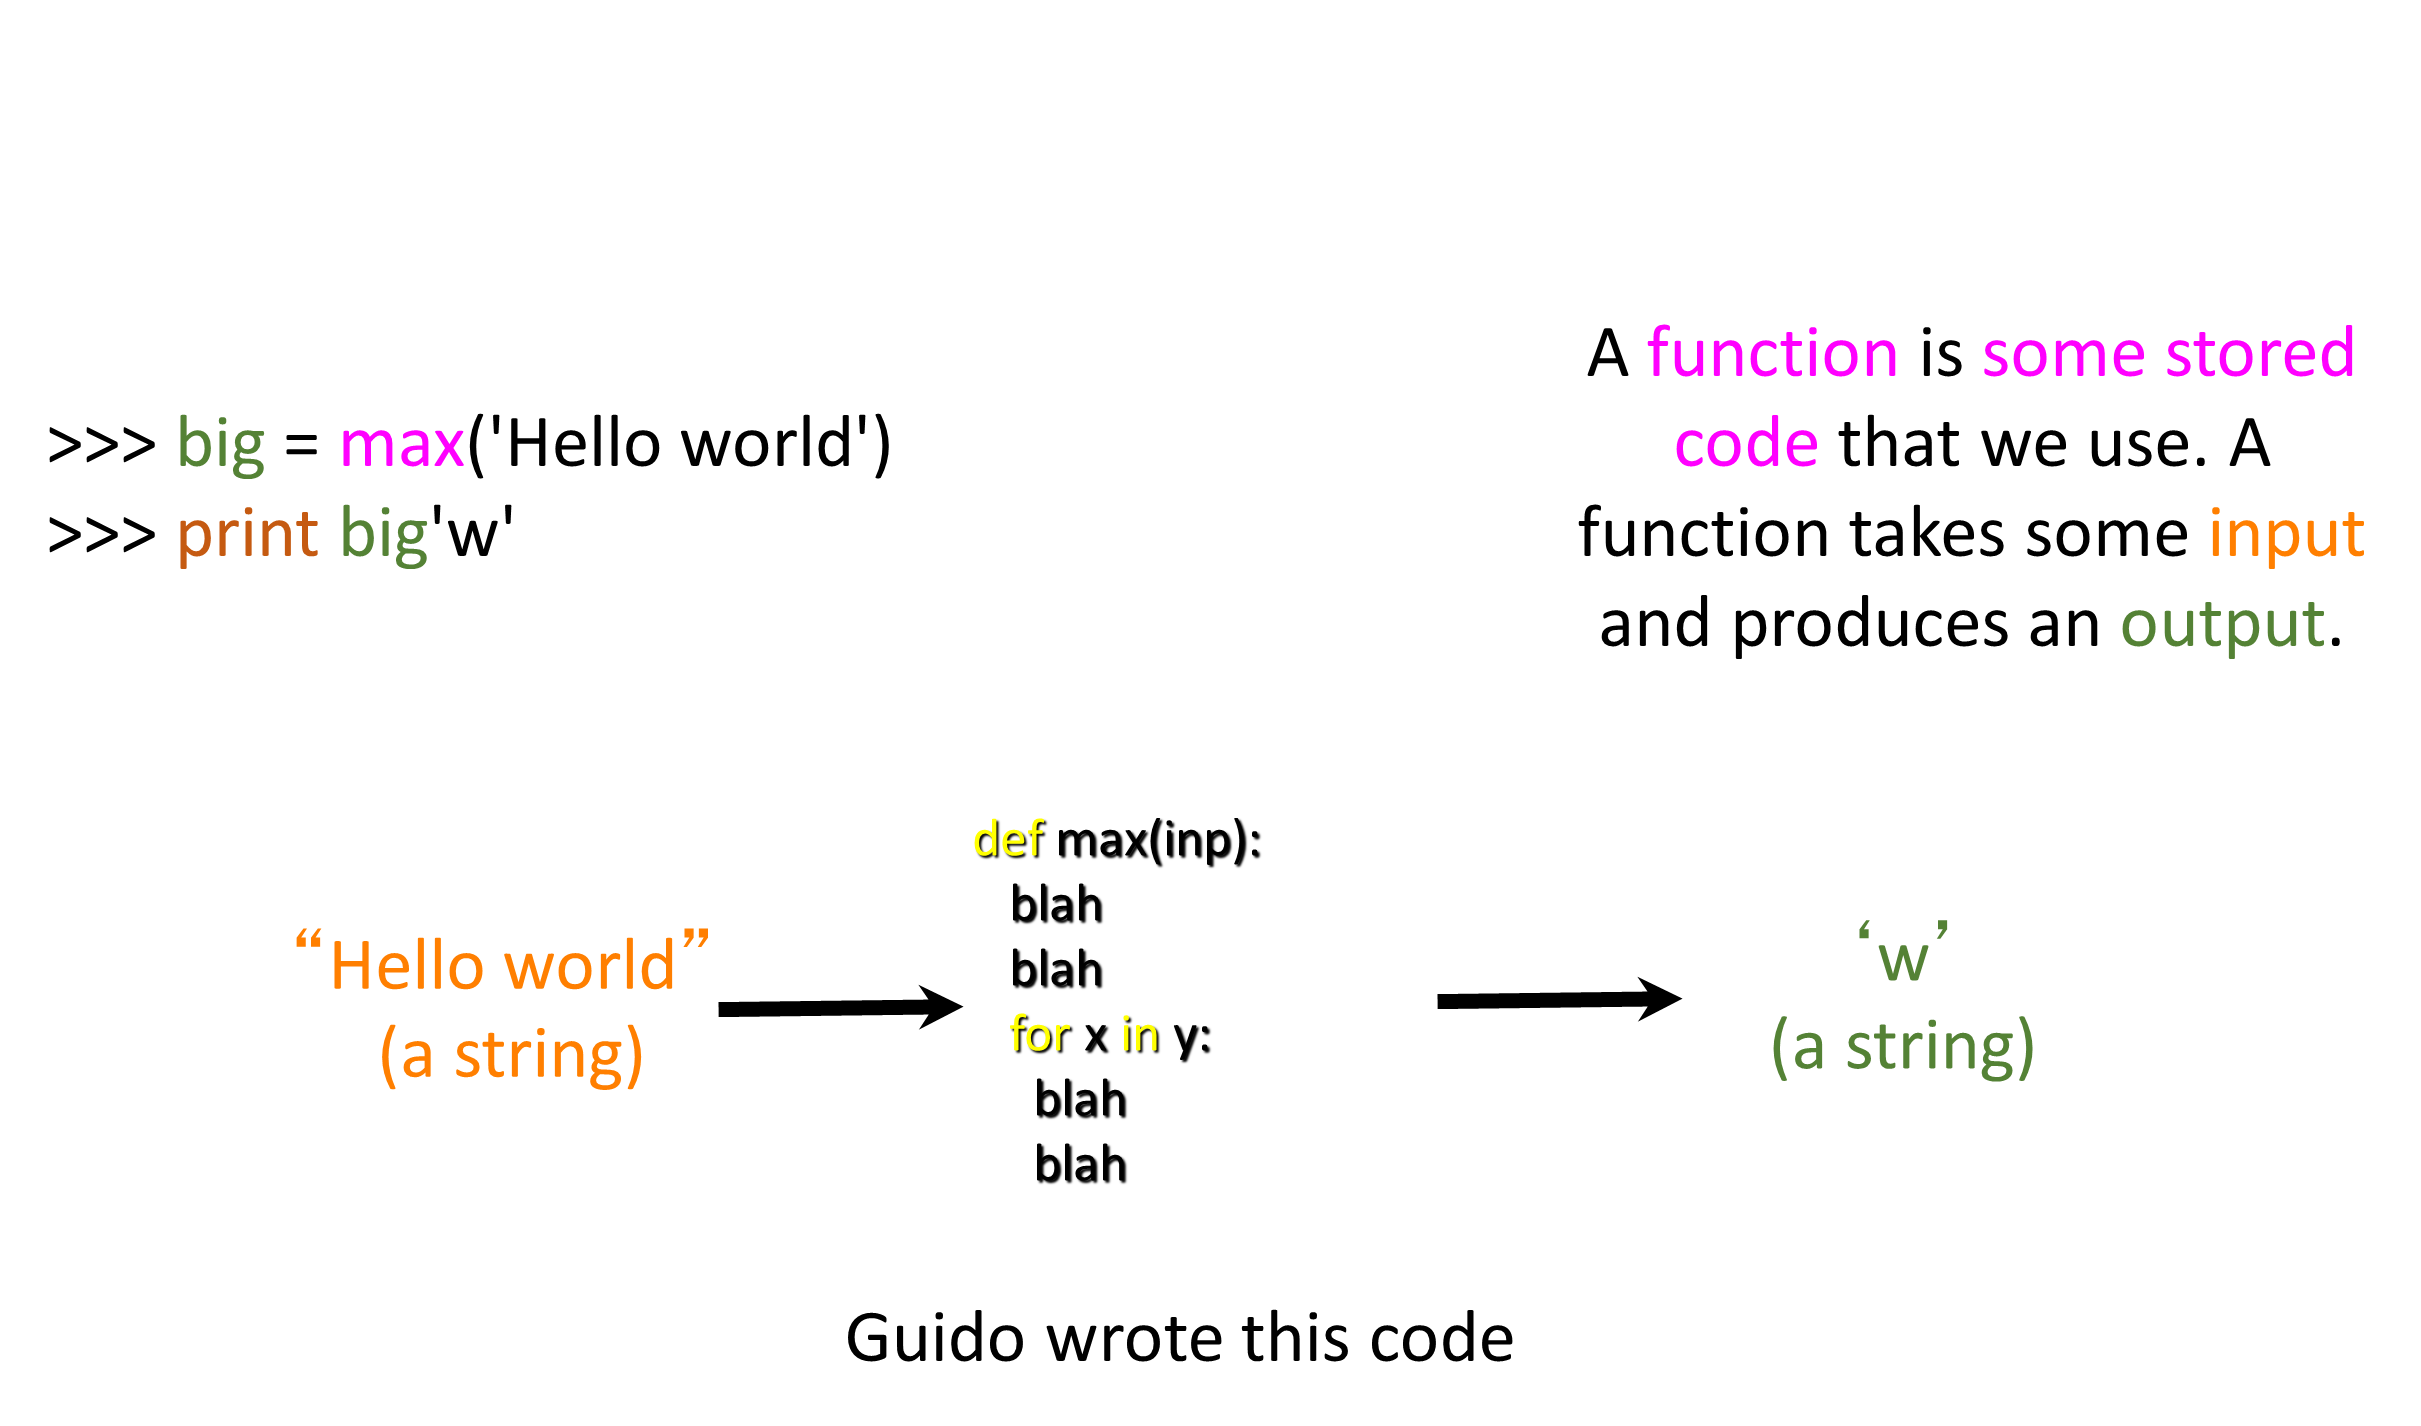 A function is some stored
code that we use. A
function takes some input
and produces an output.
>>> big = max('Hello world')
>>> print big'w'
def max(inp):
blah
blah
for x in y:
blah
blah
“Hello world”
(a string)
‘w’
(a string)
Guido wrote this code